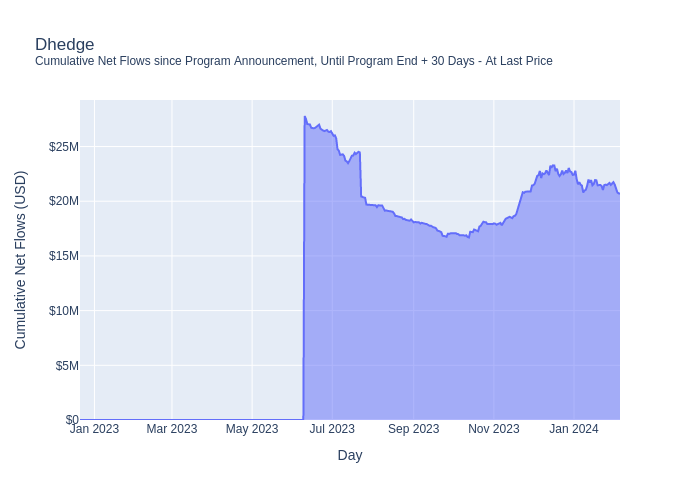 Dhedge
Cumulative Net Flows since Program Announcement, Until Program End + 30 Days - At Last Price
Cumulative Net Flows (USD)
$25M
$20M
$15M
$10M
$5M
$0
Jan 2023
Mar 2023
May 2023
Jul 2023
Sep 2023
Nov 2023
Jan 2024
Day